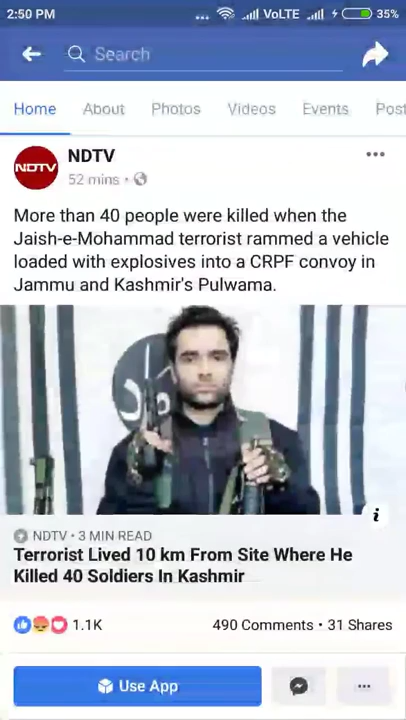 2:50 PM ... VoLTE 35%
Search
Home About Photos Videos Events Post
NDTV
NDTV
52 mins •
More than 40 people were killed when the
Jaish-e-Mohammad terrorist rammed a vehicle
loaded with explosives into a CRPF convoy in
Jammu and Kashmir's Pulwama.
i
NDTV • 3 MIN READ
Terrorist Lived 10 km From Site Where He
Killed 40 Soldiers In Kashmir
1.1K 490 Comments • 31 Shares
Use App